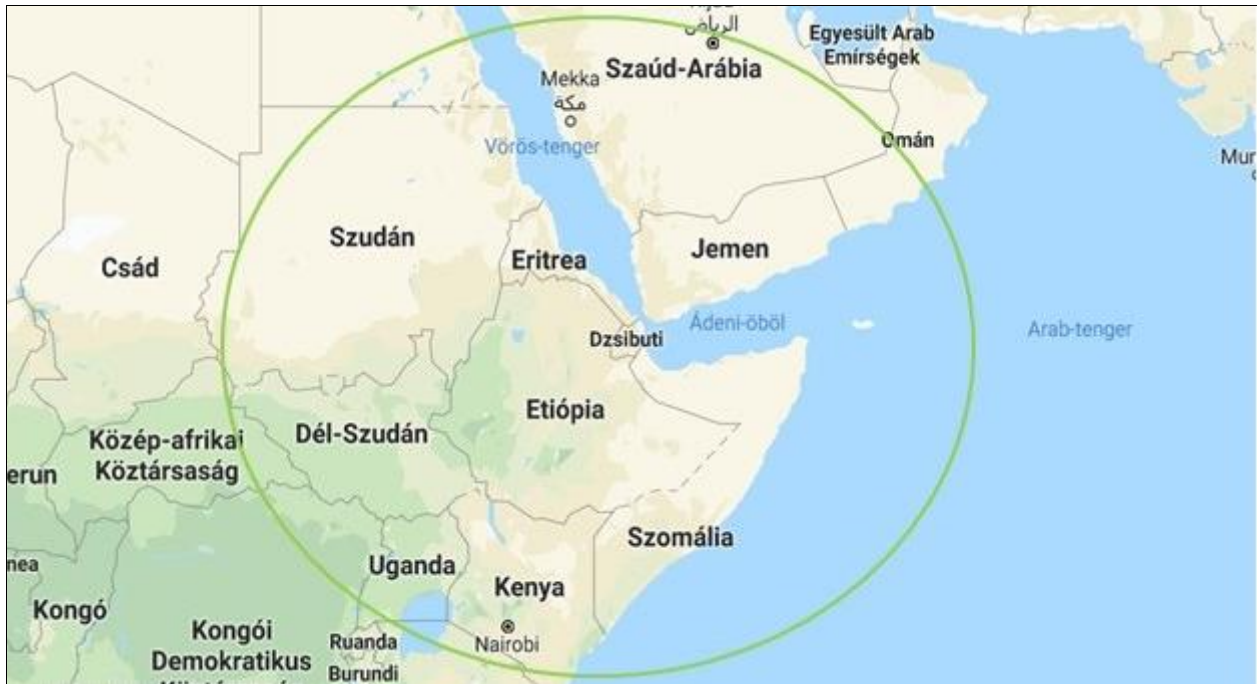 الرياض
Egyesült Arab
Emírségek
Szaúd-Arábia
Mekka
مكة
Omán
Vörös-tenger
Szudán
Jemen
Eritrea
Csád
Ádeni-öböl
Arab-tenger
Dzsibuti
Etiópia
Dél-Szudán
Közép-afrikai
Köztársaság
erun
Szomália
Uganda
Kenya
nea
Kongó
Kongói
Demokratikus
Ruanda
Nairobi
Burundi
Mur